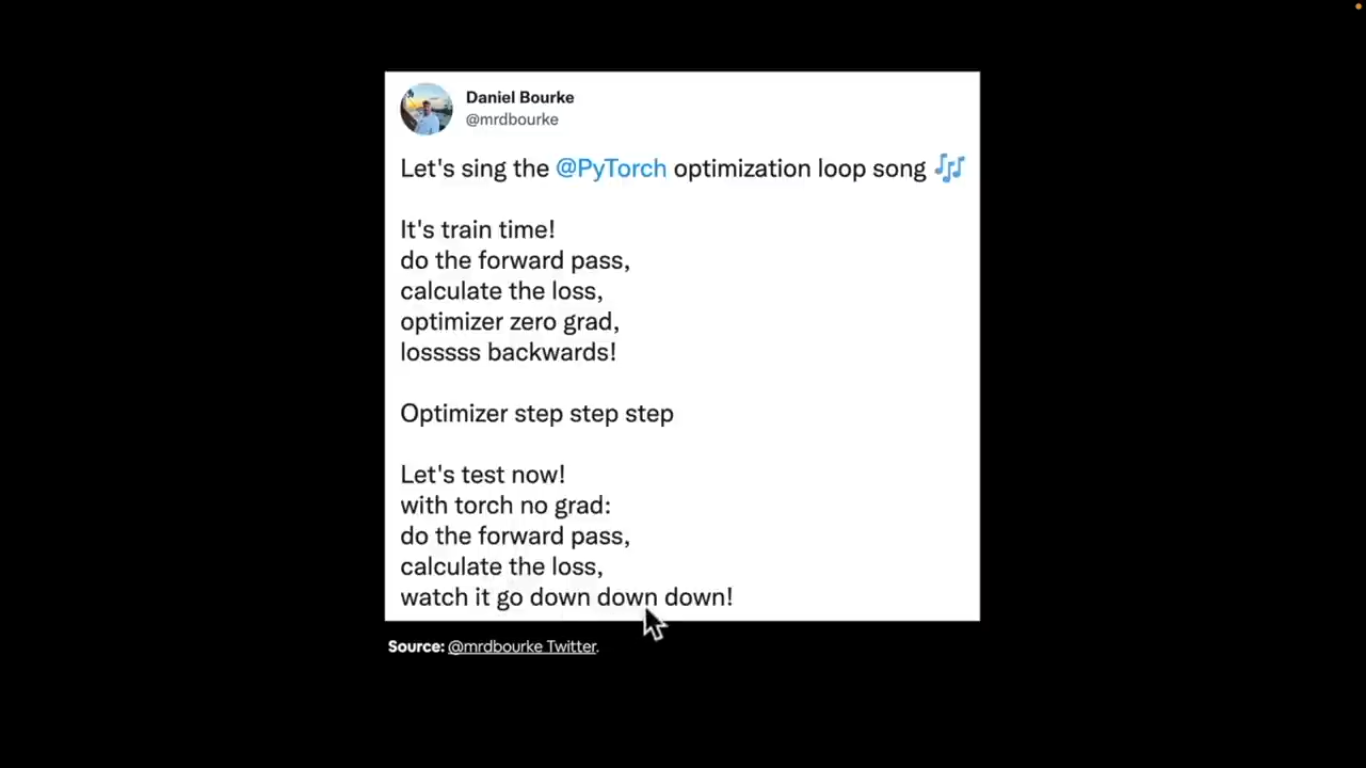 Daniel Bourke
@mrdbourke
Let's sing the @PyTorch optimization loop song 🎶
It's train time!
do the forward pass,
calculate the loss,
optimizer zero grad,
losssss backwards!
Optimizer step step step
Let's test now!
with torch no grad:
do the forward pass,
calculate the loss,
watch it go down down down!
Source: @mrdbourke Twitter.